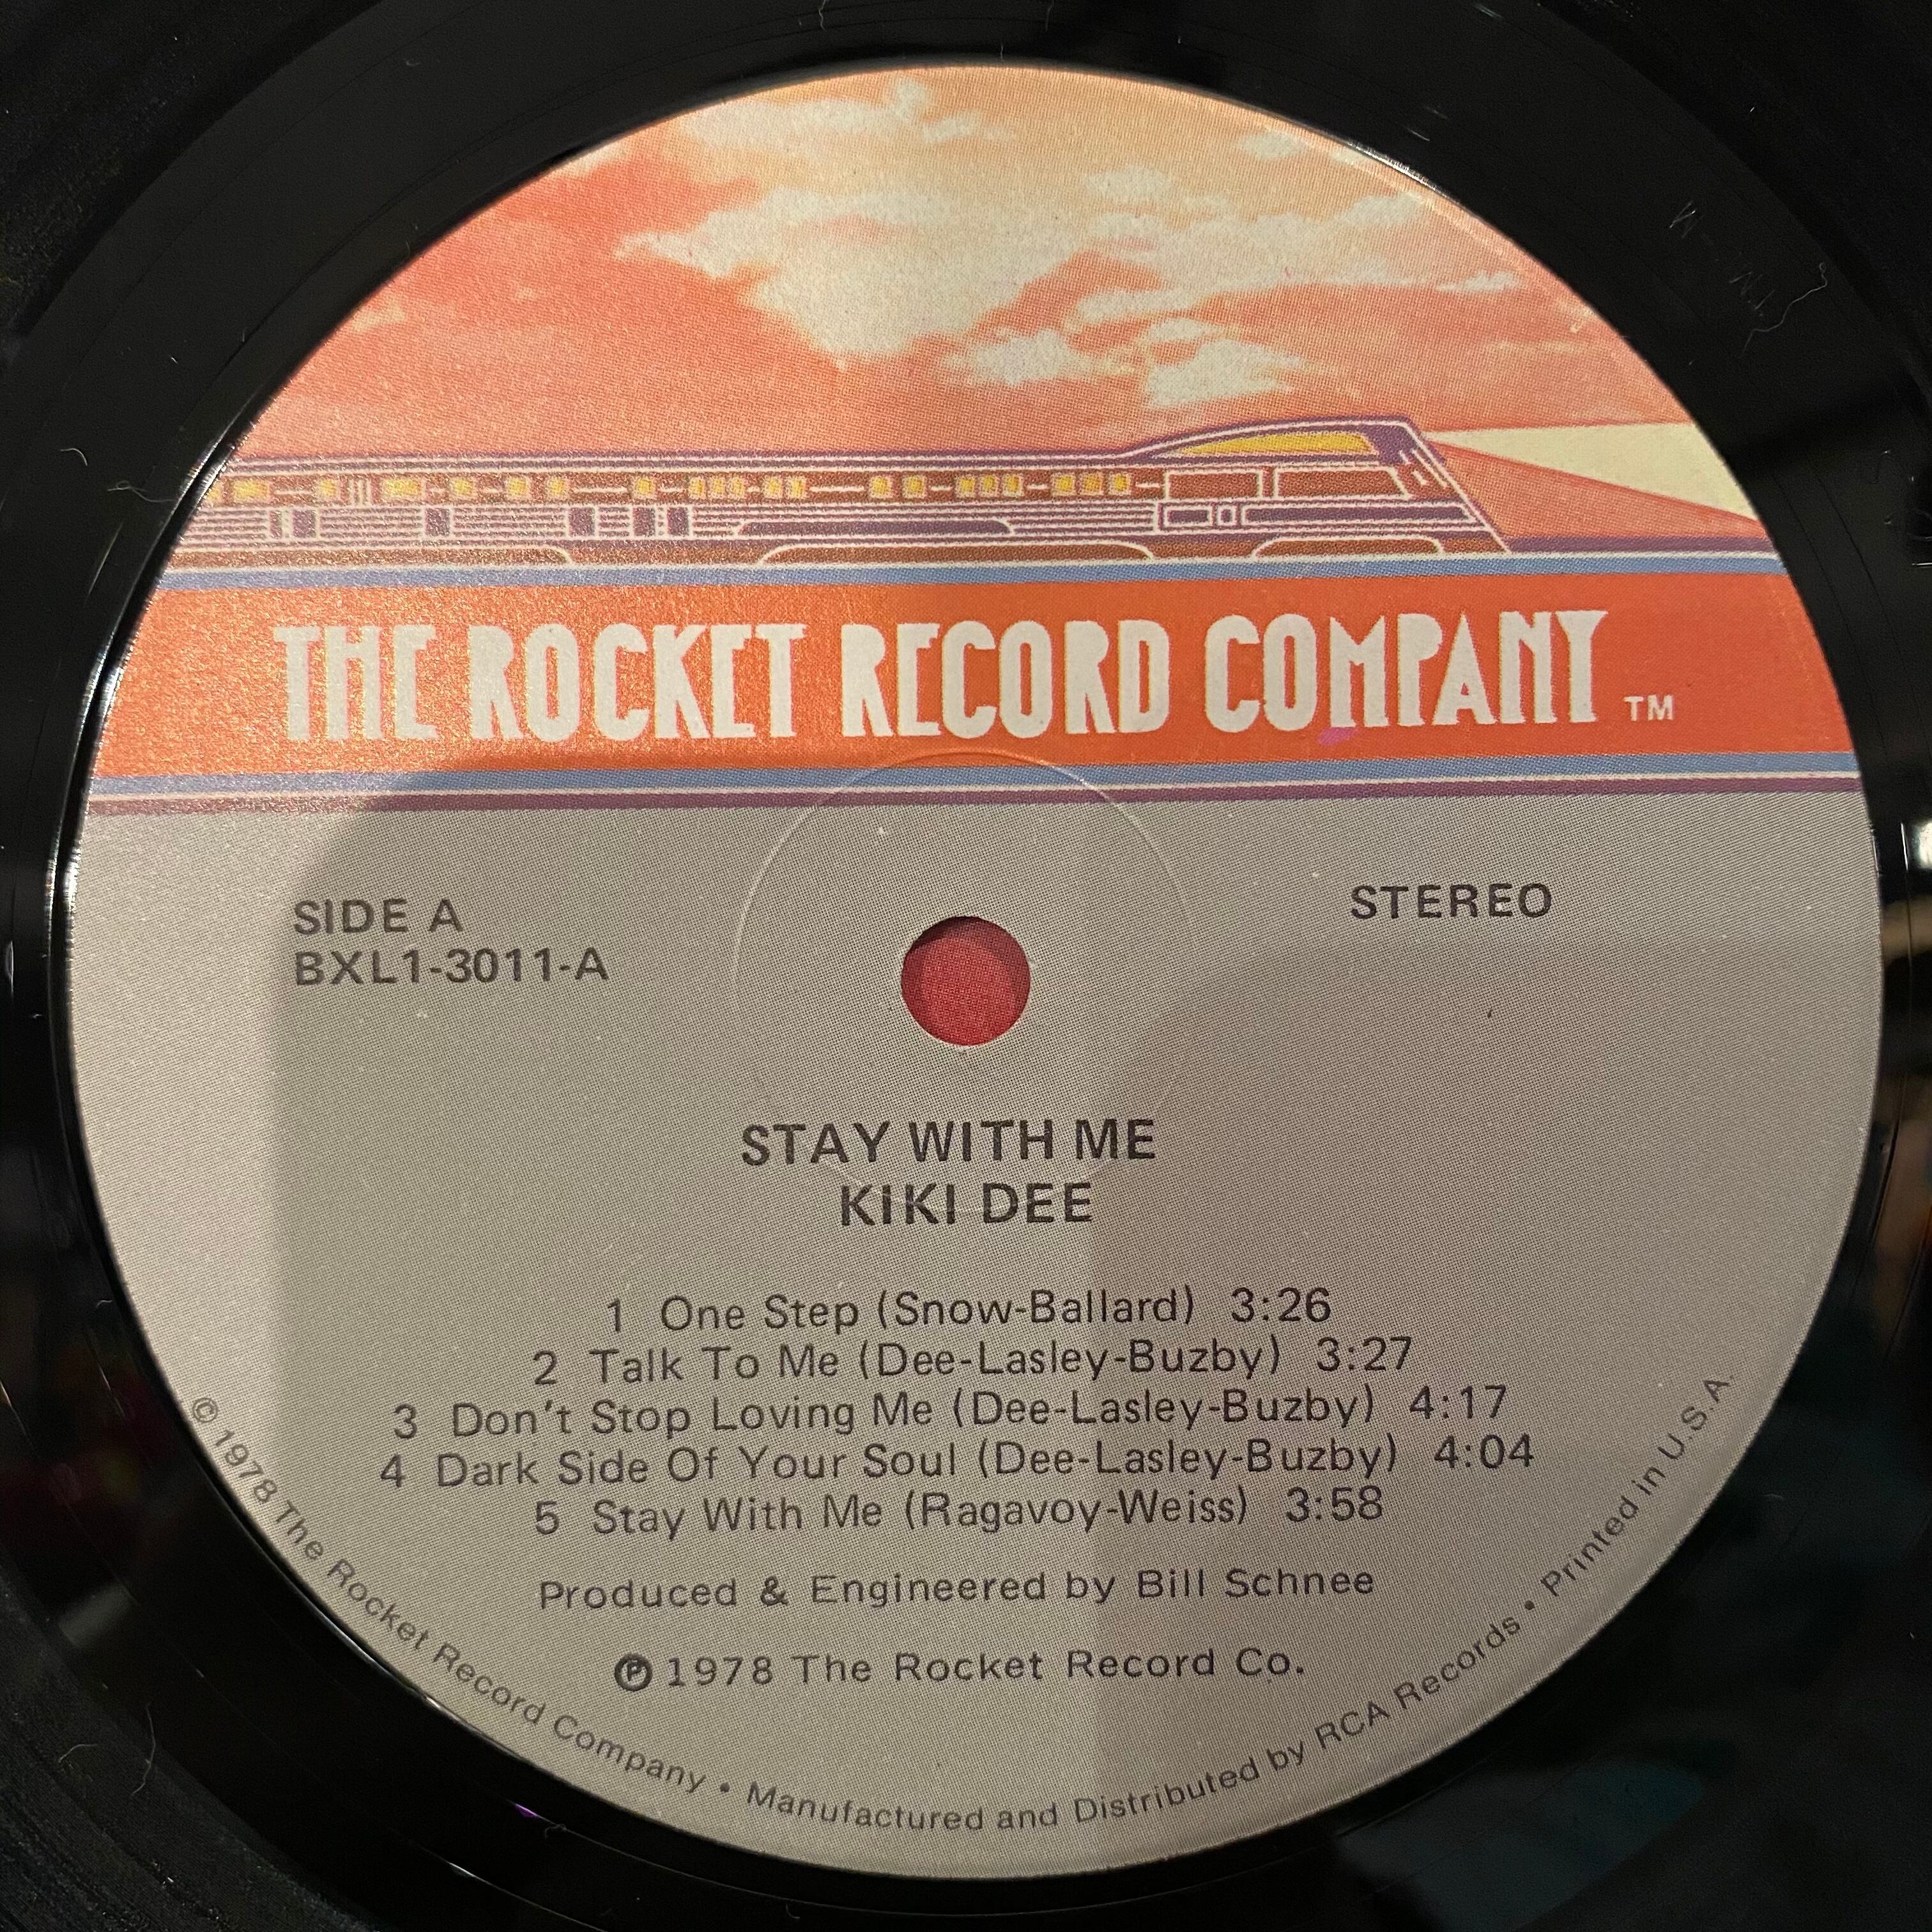 THE ROCKET RECORD COMPANY TM
SIDE A
BXL1-3011-A
STEREO
STAY WITH ME
KIKI DEE
1 One Step (Snow-Ballard) 3:26
2 Talk To Me (Dee-Lasley-Buzby) 3:27
3 Don't Stop Loving Me (Dee-Lasley-Buzby) 4:17
4 Dark Side Of Your Soul (Dee-Lasley-Buzby) 4:04
5 Stay With Me (Ragavoy-Weiss) 3:58
Produced & Engineered by Bill Schnee
℗ 1978 The Rocket Record Co.
© 1978 The Rocket Record Company • Manufactured and Distributed by RCA Records • Printed in U.S.A.